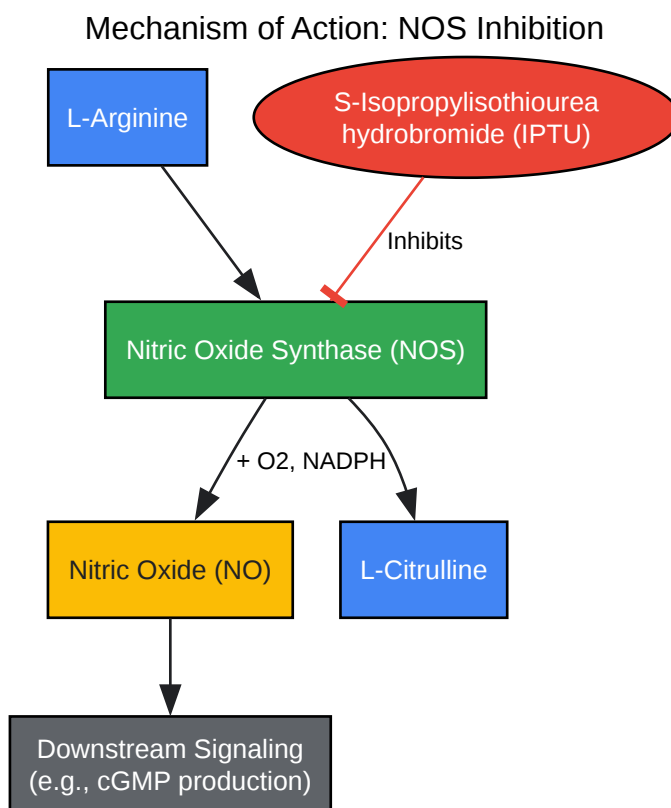 Mechanism of Action: NOS Inhibition
L-Arginine
S-Isopropylisothiourea
hydrobromide (IPTU)
Inhibits
Nitric Oxide Synthase (NOS)
+ O2, NADPH
Nitric Oxide (NO)
L-Citrulline
Downstream Signaling
(e.g., cGMP production)